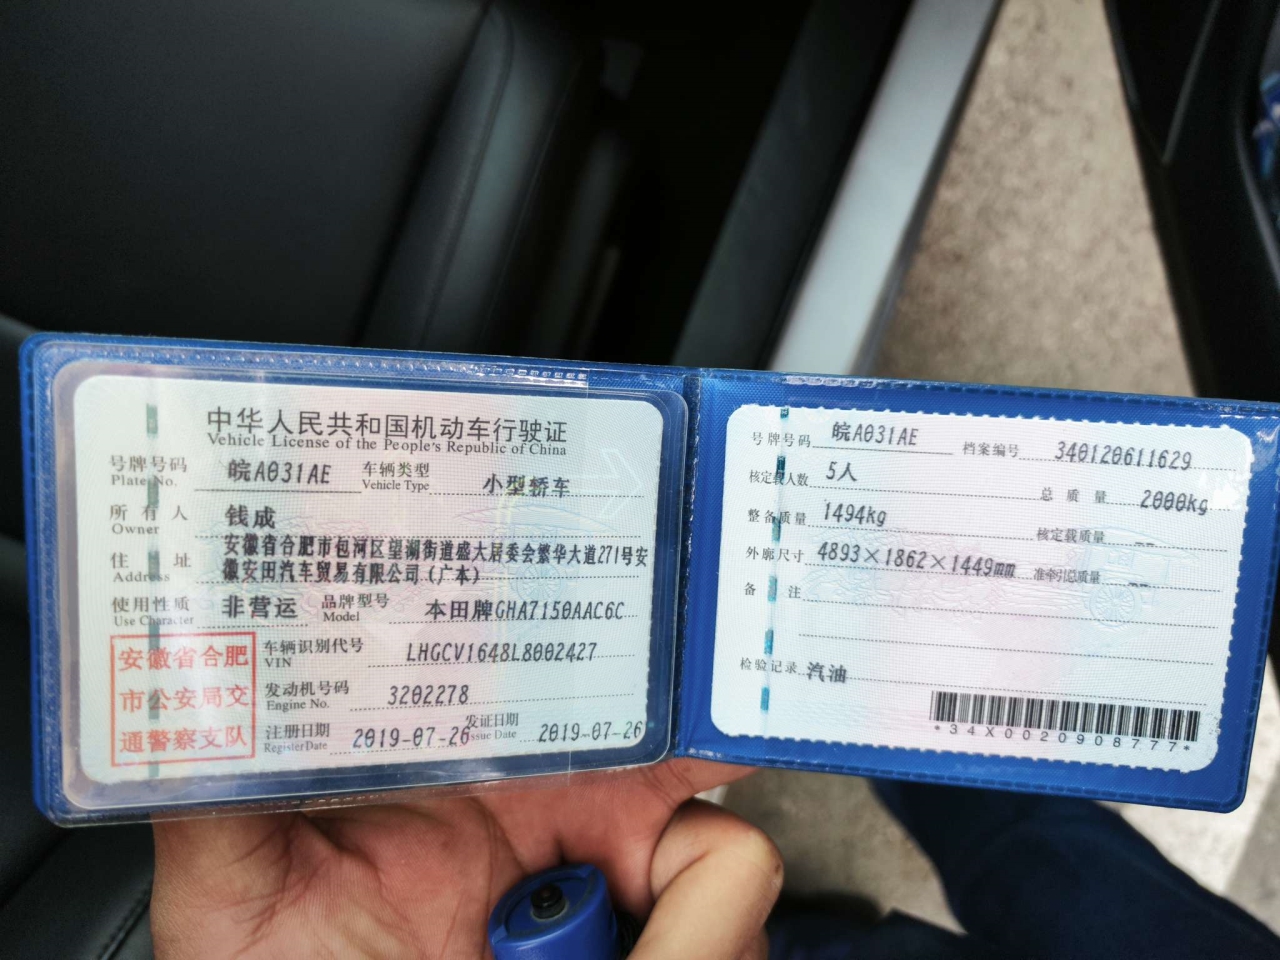 中华人民共和国机动车行驶证
Vehicle License of the People's Republic of China
号牌号码 皖A031AE 车辆类型 小型轿车
Plate No. Vehicle Type
所有人 钱成
Owner
住址 安徽省合肥市包河区望湖街道盛大居委会繁华大道271号安
Address 徽安田汽车贸易有限公司(广本)
使用性质 非营运 品牌型号 本田牌GHA7150AAC6C
Use Character Model
安徽省合肥
市公安局交
通警察支队
车辆识别代号 LHGCV1648L8002427
VIN
发动机号码 3202278
Engine No.
注册日期 2019-07-26 发证日期 2019-07-26
Register Date Issue Date
号牌号码 皖A031AE 档案编号 340120611629
核定载人数 5人 总质量 2000kg
整备质量 1494kg 核定载质量 --
外廓尺寸 4893×1862×1449mm 准牵引总质量 --
备注
检验记录 汽油
*34X0020908777*